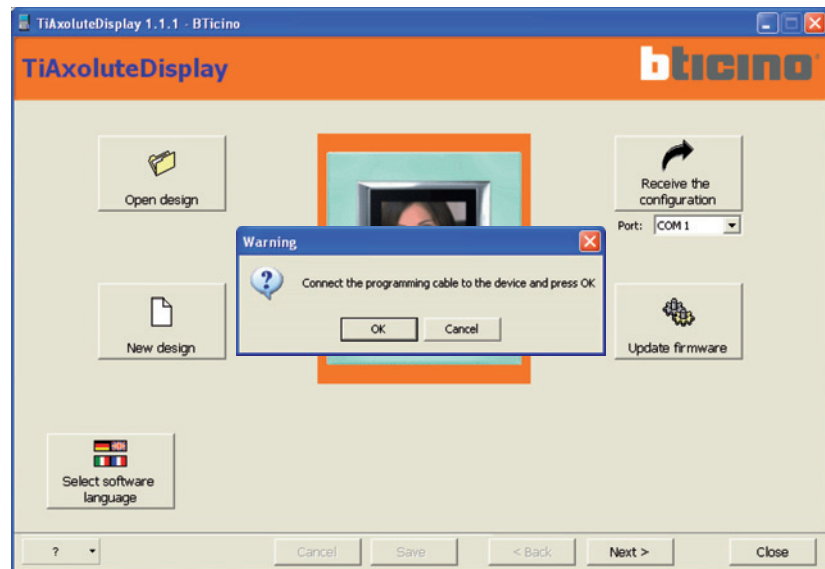 TiAxoluteDisplay 1.1.1 - BTicino
TiAxoluteDisplay
bticino
Open design
Receive the
configuration
Port: COM 1
Warning
Connect the programming cable to the device and press OK
OK Cancel
New design
Update firmware
Select software
language
? Cancel Save < Back Next > Close